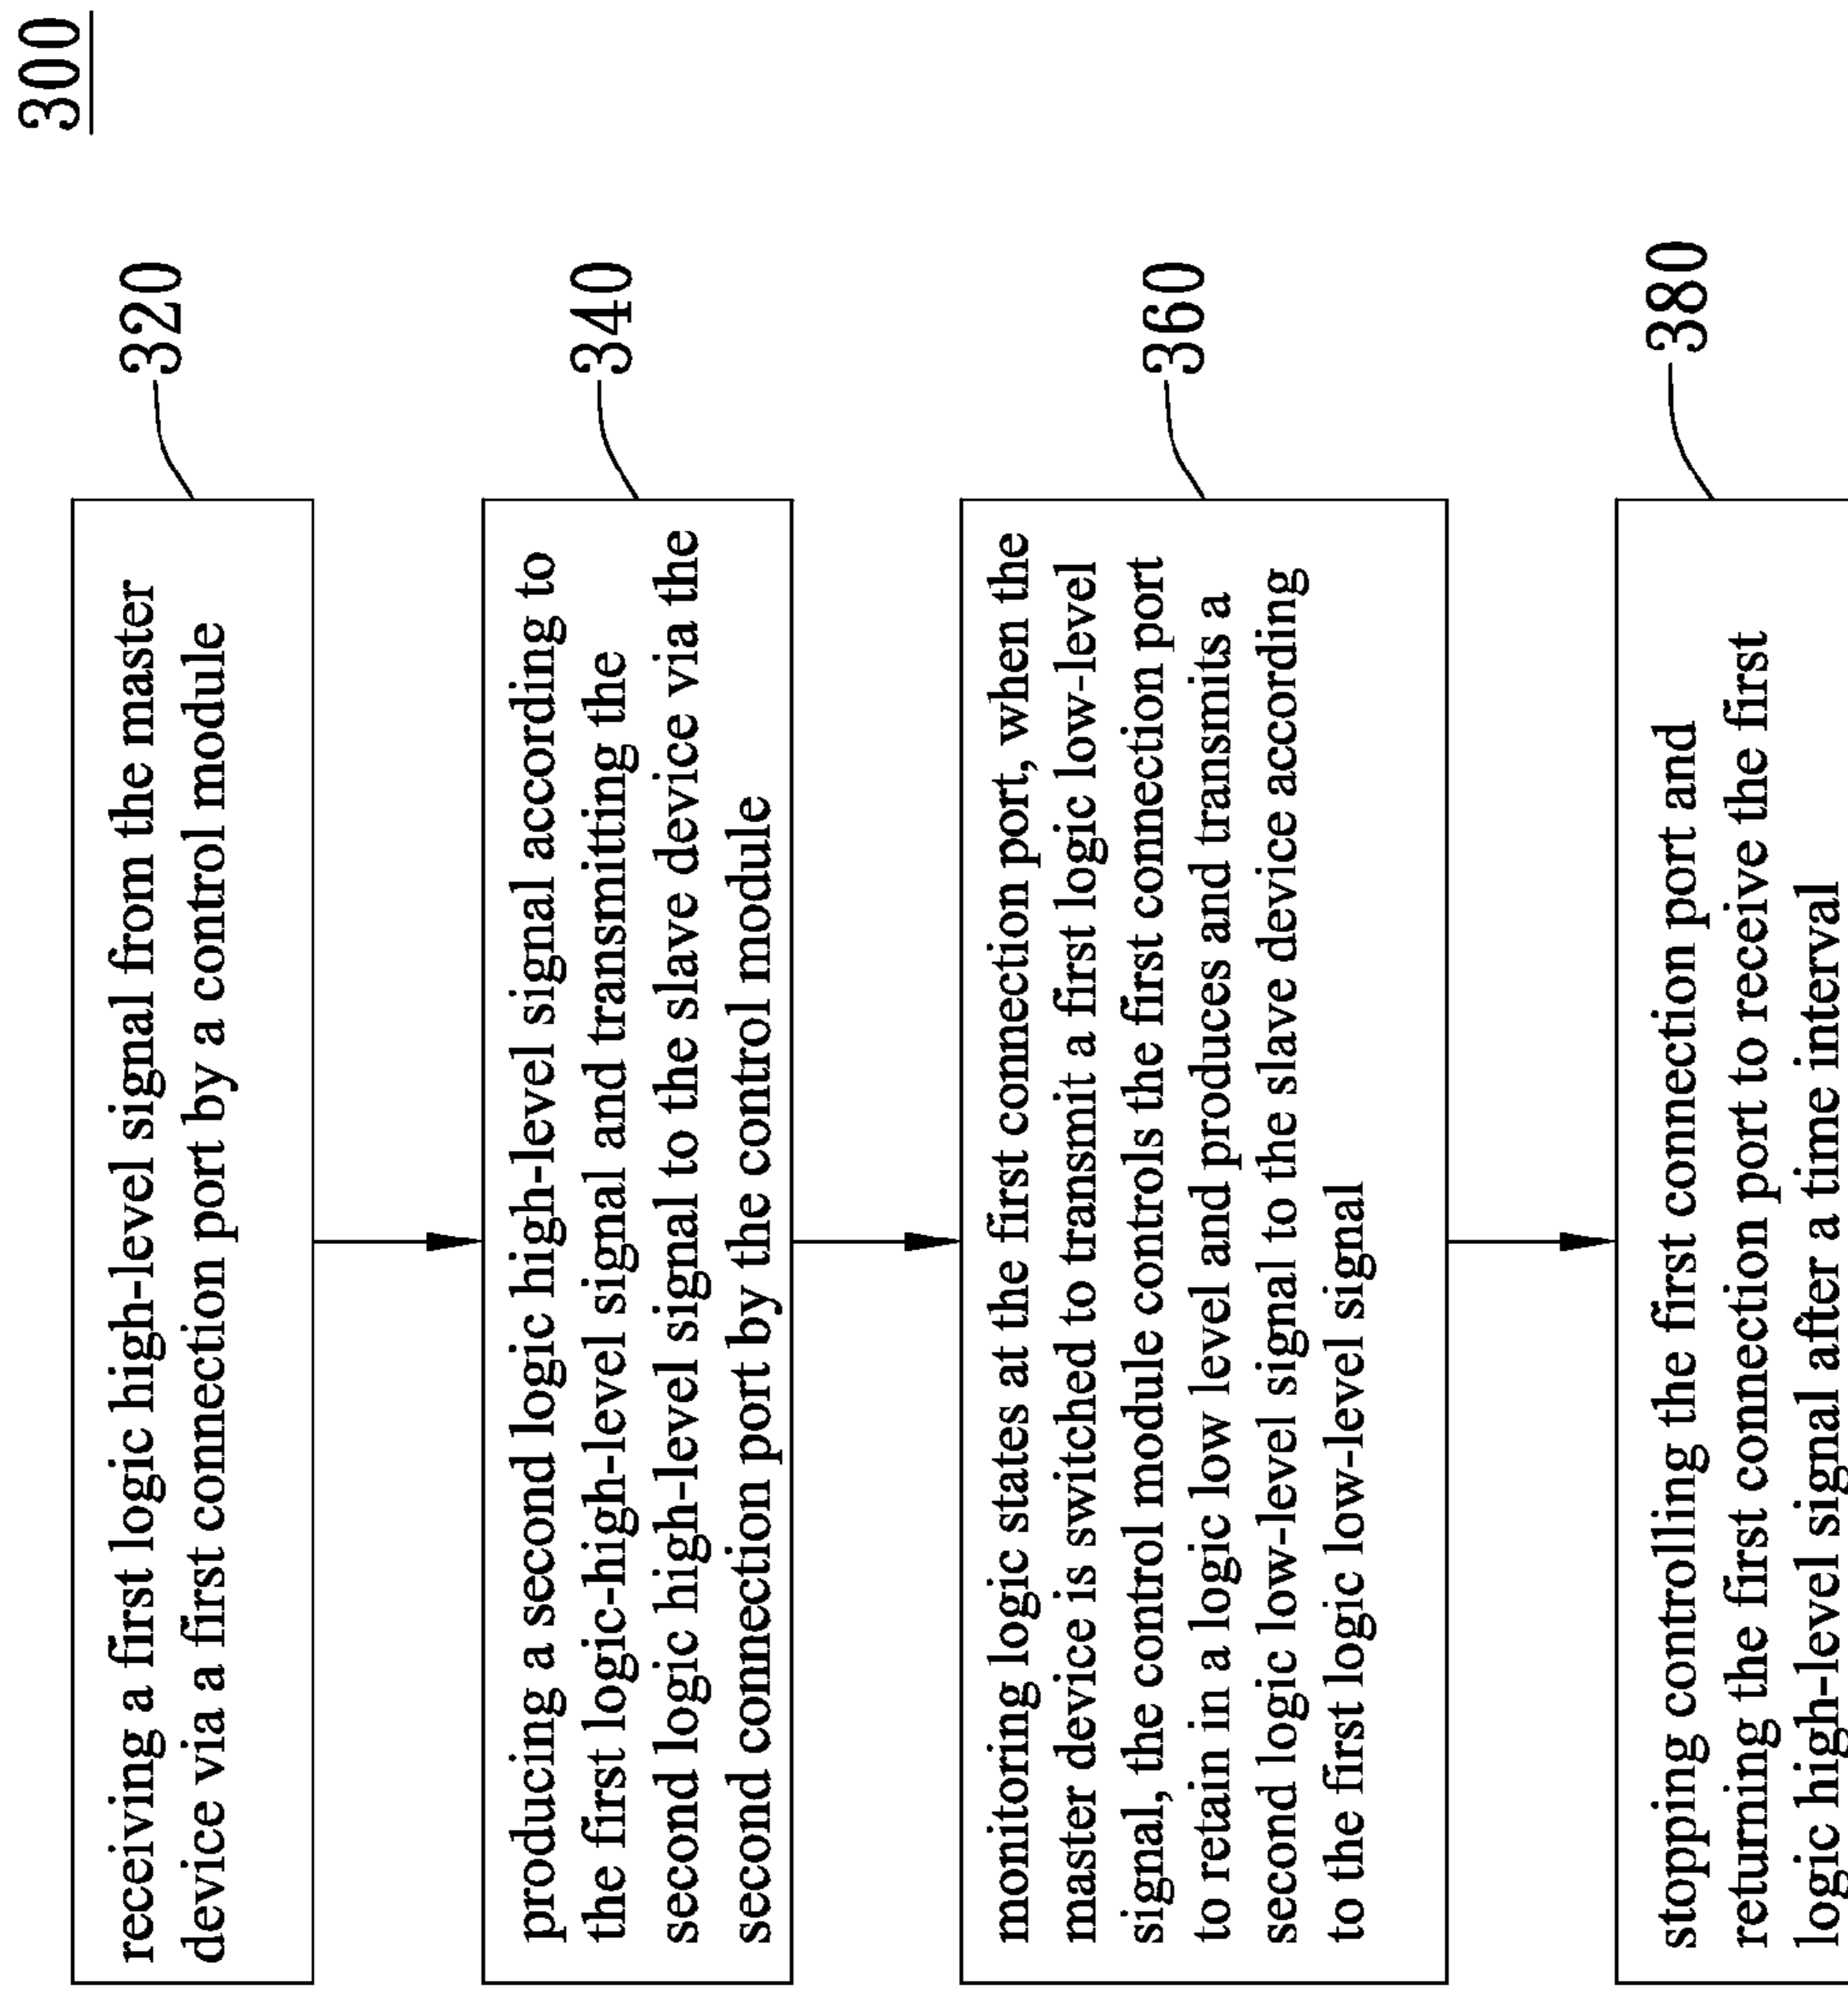 300
receiving a first logic high-level signal from the master
device via a first connection port by a control module
320
producing a second logic high-level signal according to
the first logic-high-level signal and transmitting the
second logic high-level signal to the slave device via the
second connection port by the control module
340
monitoring logic states at the first connection port, when the
master device is switched to transmit a first logic low-level
signal, the control module controls the first connection port
to retain in a logic low level and produces and transmits a
second logic low-level signal to the slave device according
to the first logic low-level signal
360
stopping controlling the first connection port and
returning the first connection port to receive the first
logic high-level signal after a time interval
380